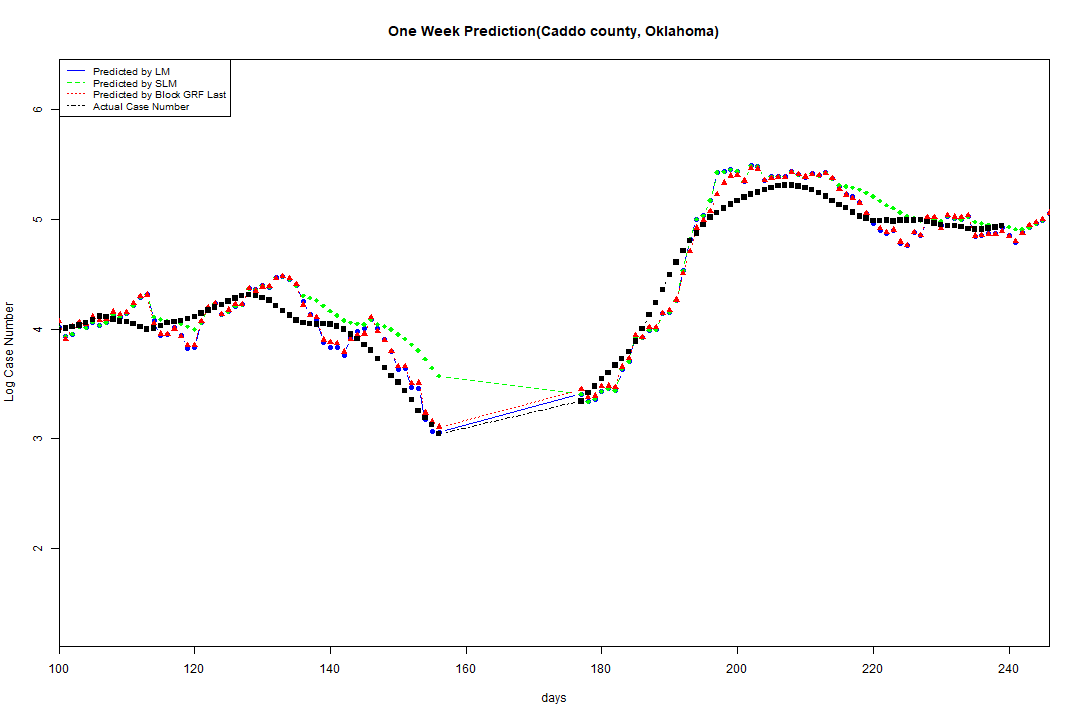 One Week Prediction(Caddo county, Oklahoma)
Predicted by LM
Predicted by SLM
Predicted by Block GRF Last
Actual Case Number
6
5
4
3
2
Log Case Number
100 120 140 160 180 200 220 240
days